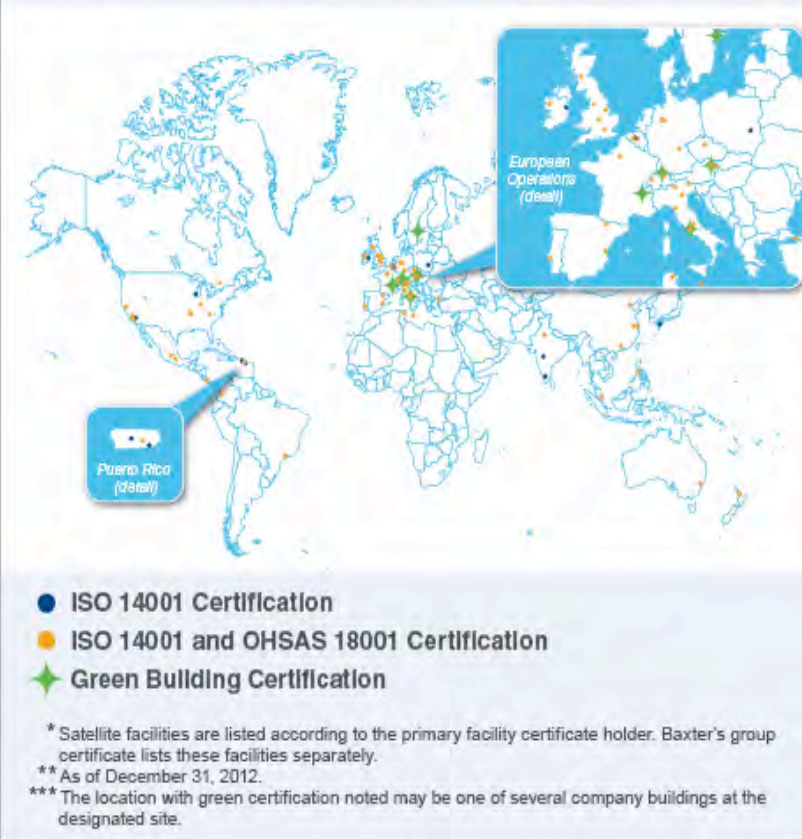 European
Operations
(detail)
Puerto Rico
(detail)
ISO 14001 Certification
ISO 14001 and OHSAS 18001 Certification
Green Building Certification
* Satellite facilities are listed according to the primary facility certificate holder. Baxter's group
certificate lists these facilities separately.
** As of December 31, 2012.
*** The location with green certification noted may be one of several company buildings at the
designated site.